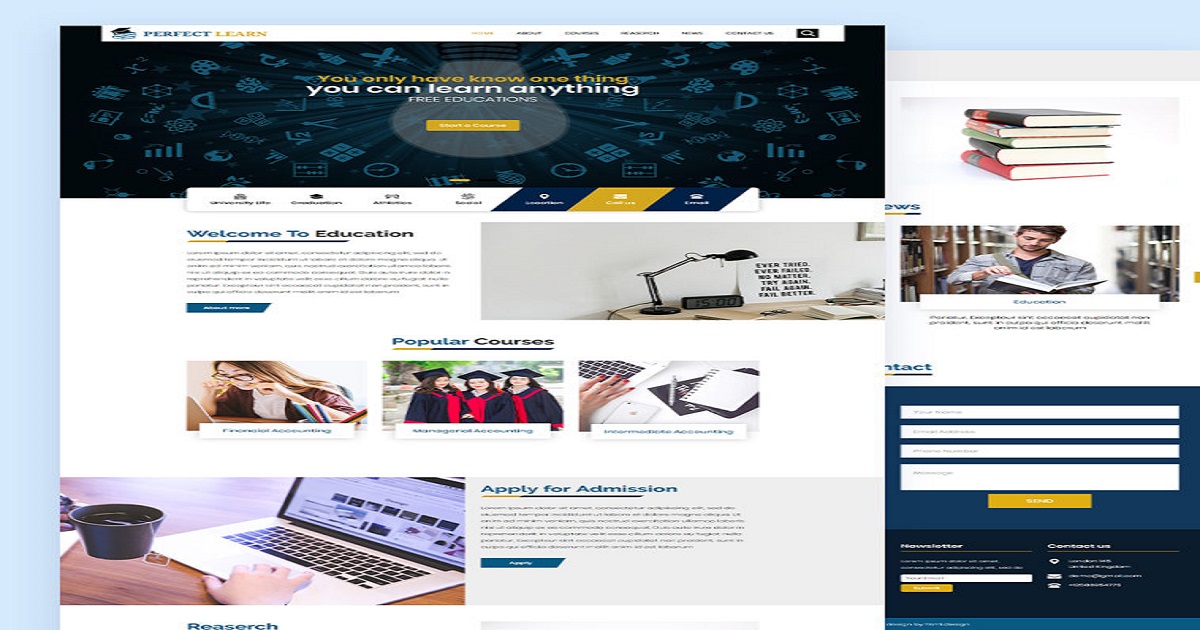 PERFECT LEARN
HOME ABOUT COURSES REASERCH NEWS CONTACT US
You only have know one thing
you can learn anything
FREE EDUCATIONS
Start a Course
University Life Graduation Athletics Social Location Call us Email
Welcome To Education
Lorem ipsum dolor sit amet, consectetur adipiscing elit, sed do
eiusmod tempor incididunt ut labore et dolore magna aliqua. Ut
enim ad minim veniam, quis nostrud exercitation ullamco laboris
nisi ut aliquip ex ea commodo consequat. Duis aute irure dolor in
reprehenderit in voluptate velit esse cillum dolore eu fugiat nulla
pariatur. Excepteur sint occaecat cupidatat non proident, sunt in
culpa qui officia deserunt mollit anim id est laborum
About more
EVER TRIED.
EVER FAILED.
NO MATTER.
TRY AGAIN.
FAIL AGAIN.
FAIL BETTER.
15:00
Popular Courses
Financial Accounting
Managerial Accounting
Intermediate Accounting
Apply for Admission
Lorem ipsum dolor sit amet, consectetur adipiscing elit, sed do
eiusmod tempor incididunt ut labore et dolore magna aliqua. Ut
enim ad minim veniam, quis nostrud exercitation ullamco laboris
nisi ut aliquip ex ea commodo consequat. Duis aute irure dolor in
reprehenderit in voluptate velit esse cillum dolore eu fugiat nulla
pariatur. Excepteur sint occaecat cupidatat non proident, sunt in
culpa qui officia deserunt mollit anim id est laborum
Apply
Reaserch
ews
Education
Pariatur. Excepteur sint occaecat cupidatat non
proident, sunt in culpa qui officia deserunt mollit
anim id est laborum
ntact
Your Name
Email Address
Phone Number
Message
SEND
Newsletter
Lorem ipsum dolor sit amet,
consectetur adipiscing elit, sed do
Your Email
Submit
Contact us
London 145
United Kingdom
demo@gmail.com